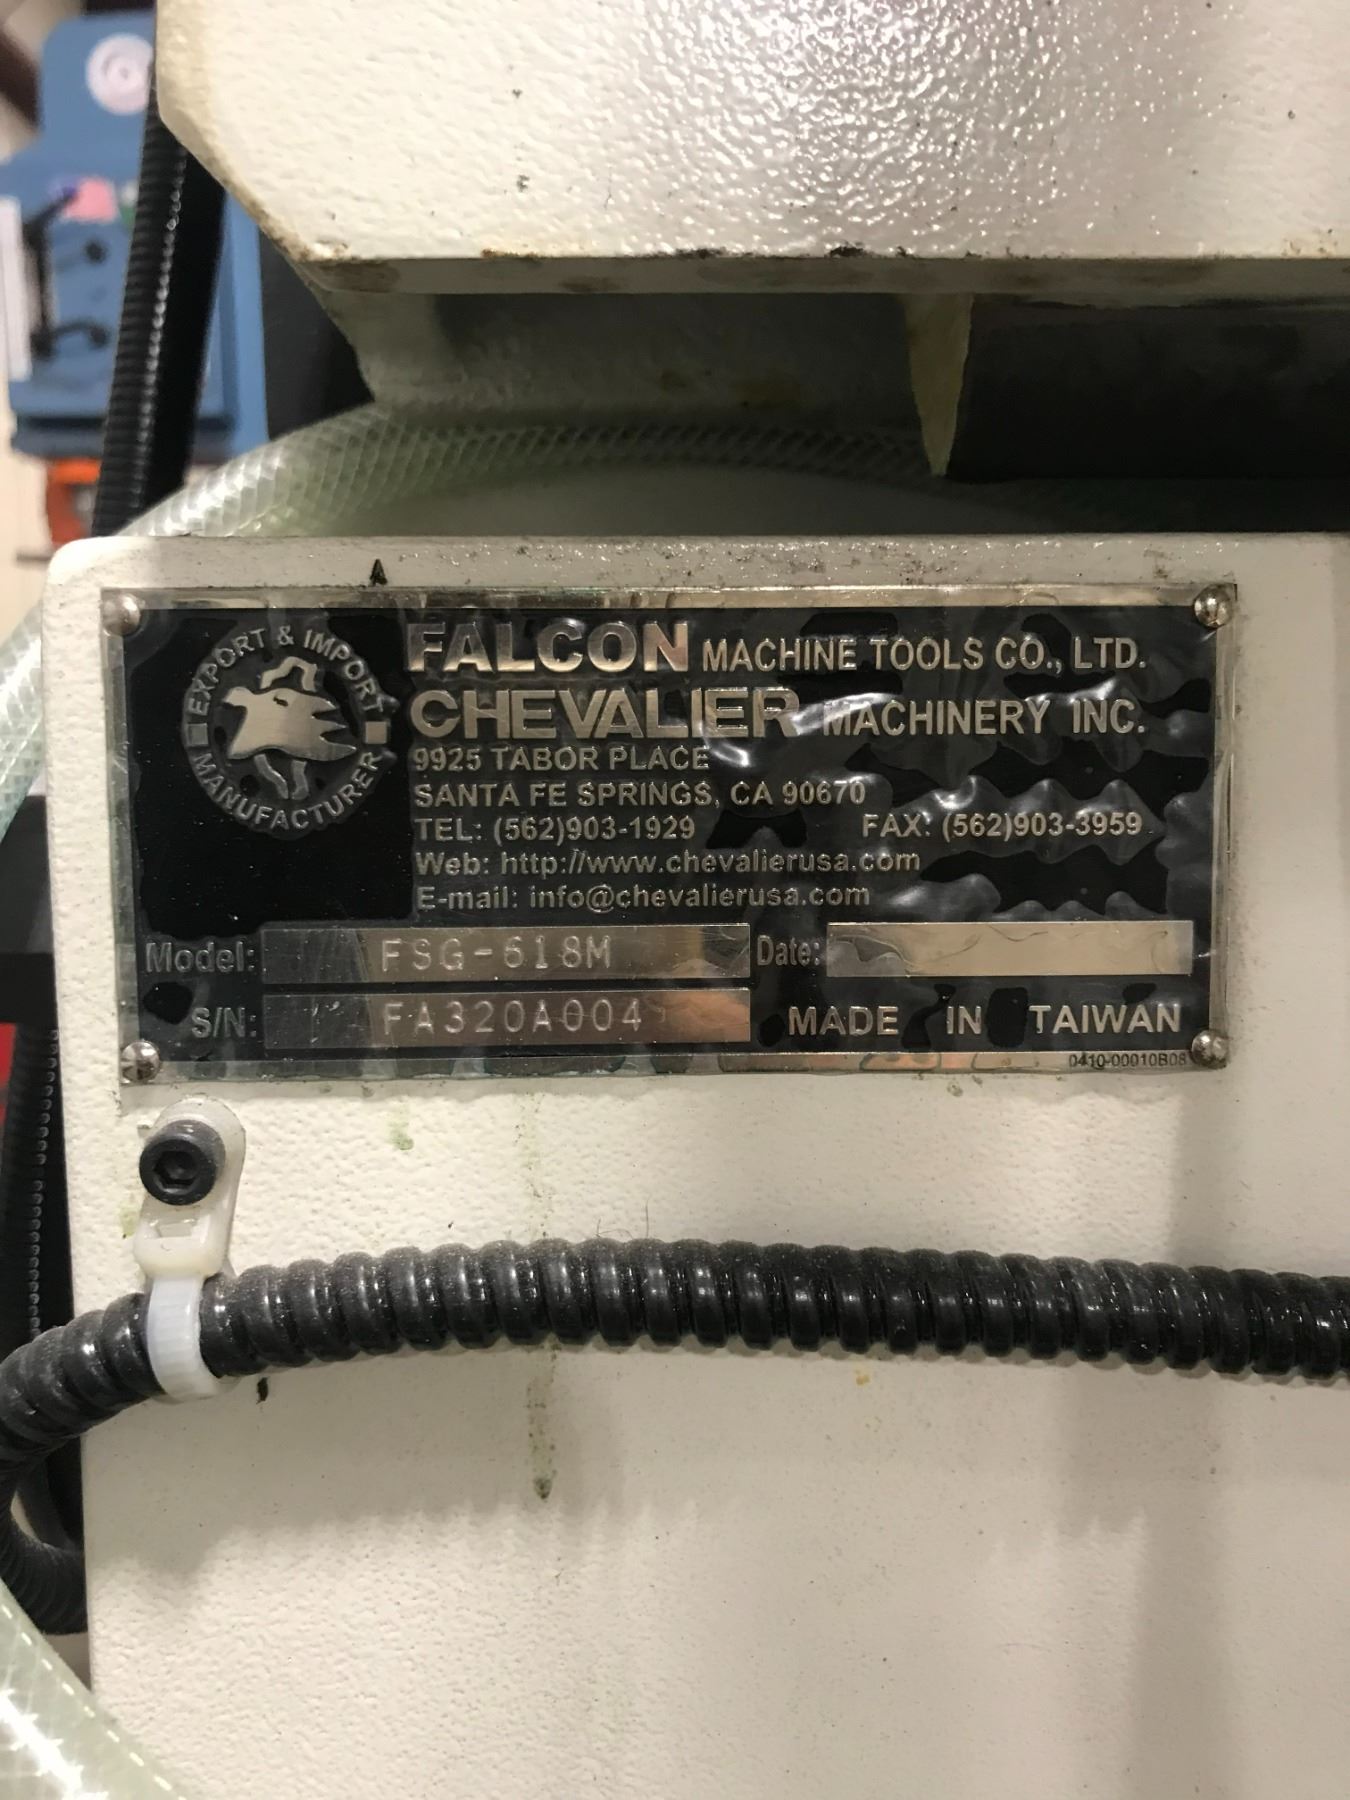 EXPORT & IMPORT
MANUFACTURER
FALCON MACHINE TOOLS CO., LTD.
CHEVALIER MACHINERY INC.
9925 TABOR PLACE
SANTA FE SPRINGS, CA 90670
TEL: (562)903-1929 FAX: (562)903-3959
Web: http://www.chevalierusa.com
E-mail: info@chevalierusa.com
Model: FSG-618M Date:
S/N: FA320A004 MADE IN TAIWAN
0410-00010B08